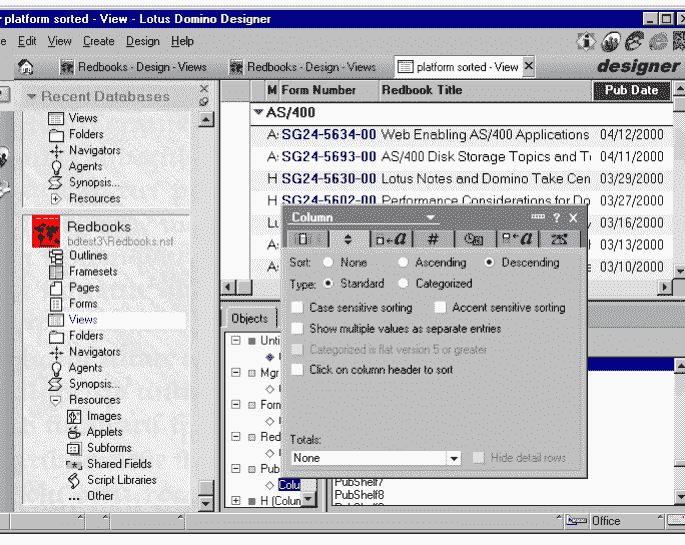 platform sorted - View - Lotus Domino Designer
Edit View Create Design Help
Redbooks - Design - Views Redbooks - Design - Views platform sorted - View designer
Recent Databases
Views
Folders
Navigators
Agents
Synopsis...
Resources
Redbooks
bdtest3\Redbooks.nsf
Outlines
Framesets
Pages
Forms
Views
Folders
Navigators
Agents
Synopsis...
Resources
Images
Applets
Subforms
Shared Fields
Script Libraries
Other
M Form Number Redbook Title Pub Date
AS/400
A: SG24-5634-00 Web Enabling AS/400 Applications 04/12/2000
A: SG24-5693-00 AS/400 Disk Storage Topics and T 04/11/2000
H SG24-5630-00 Lotus Notes and Domino Take Cen 03/29/2000
H SG24-5602-00 Performance Considerations for Do 03/27/2000
03/16/2000
A: 03/13/2000
A: 03/10/2000
Column
Sort: None Ascending Descending
Type: Standard Categorized
Case sensitive sorting Accent sensitive sorting
Show multiple values as separate entries
Categorized is flat version 5 or greater
Click on column header to sort
Totals:
None Hide detail rows
Objects
Unti
Mgr
Form
Red
Pub
Colu
H (Colum
PubShelf7
PubShelf8
Office